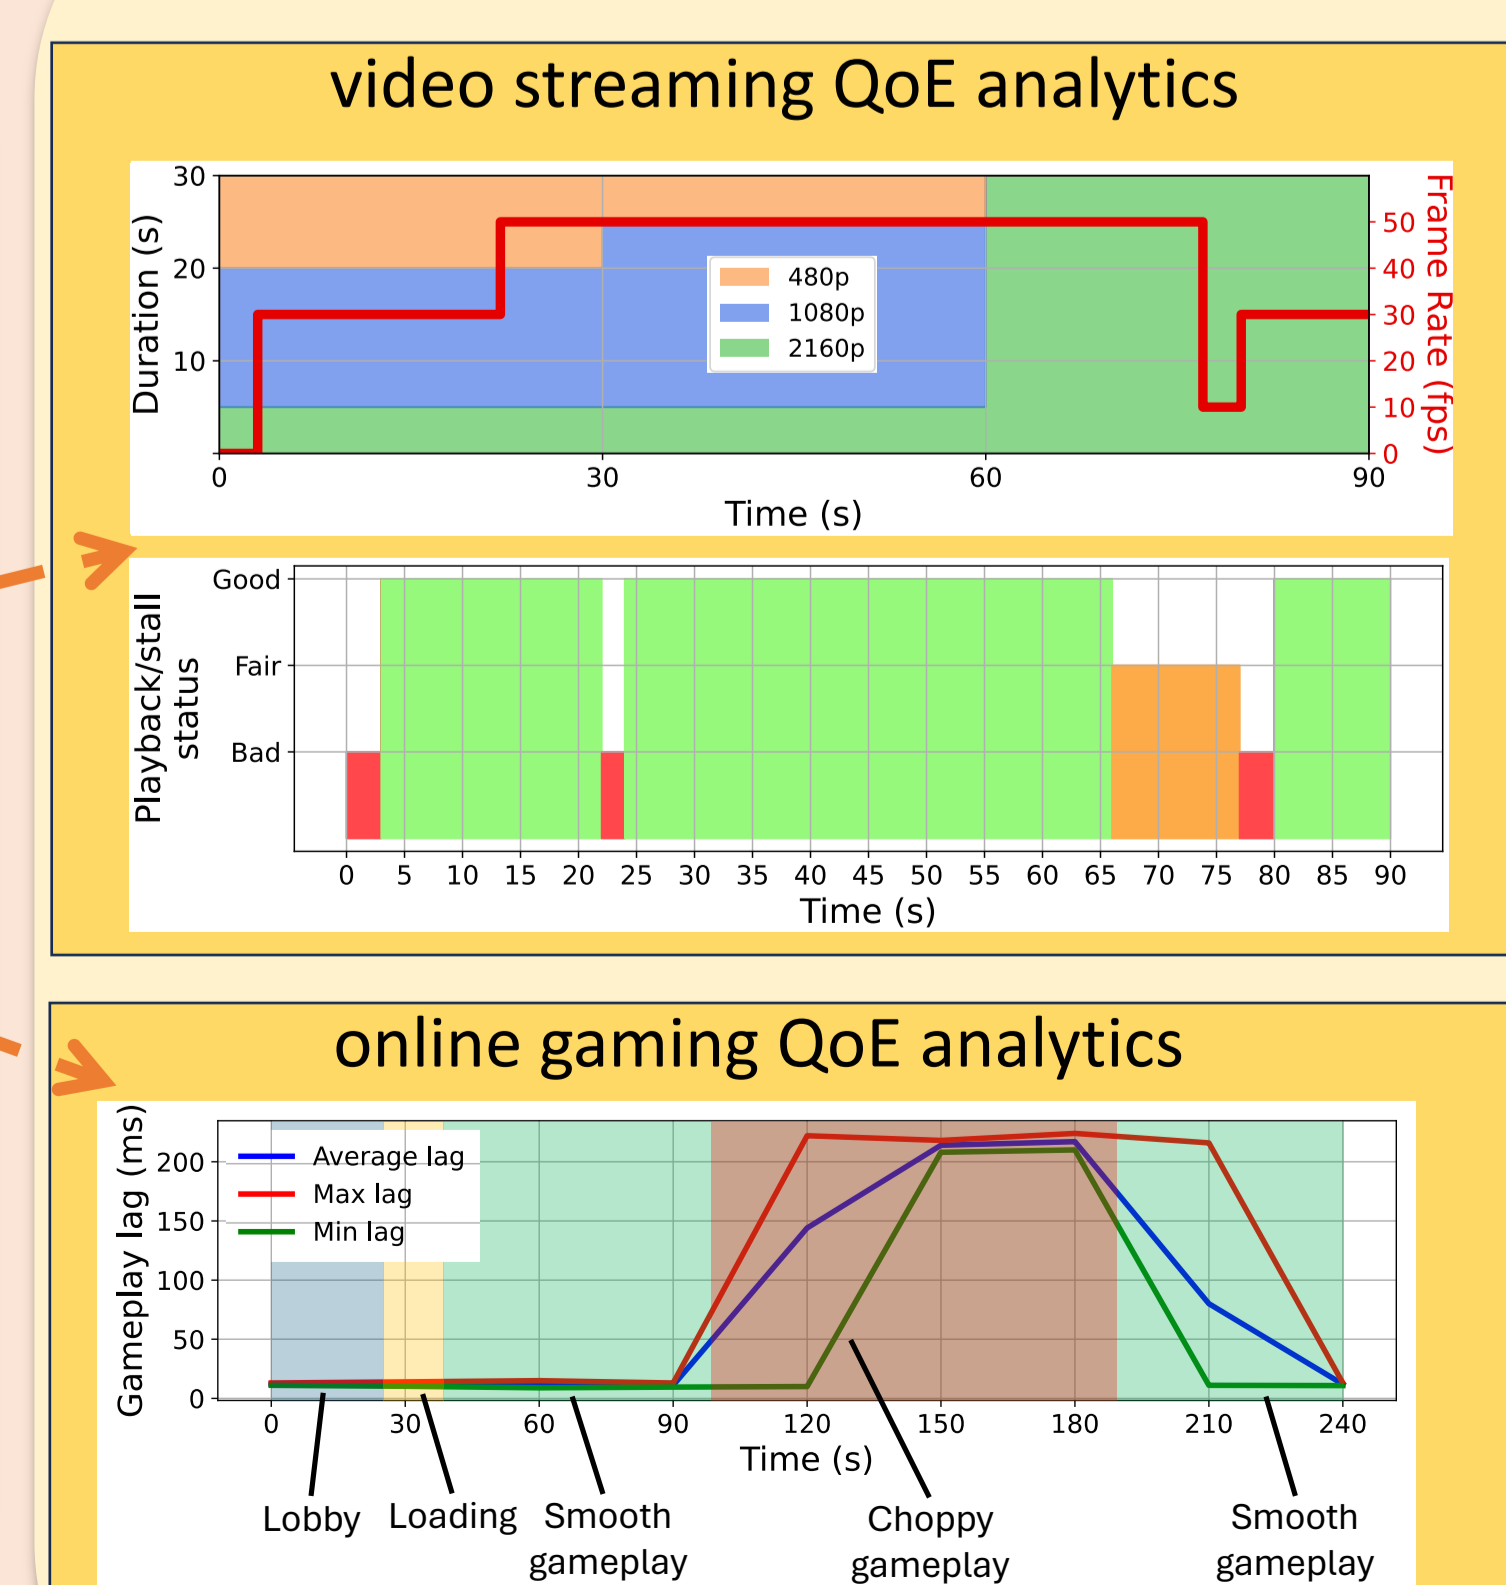 video streaming QoE analytics
30
20
10
Duration (s)
50
40
30
20
10
0
Frame Rate (fps)
480p
1080p
2160p
0 30 60 90
Time (s)
Good
Fair
Bad
Playback/stall
status
0 5 10 15 20 25 30 35 40 45 50 55 60 65 70 75 80 85 90
Time (s)
online gaming QoE analytics
Gameplay lag (ms)
200
150
100
50
0
Average lag
Max lag
Min lag
0 30 60 90 120 150 180 210 240
Time (s)
Lobby
Loading
Smooth
gameplay
Choppy
gameplay
Smooth
gameplay